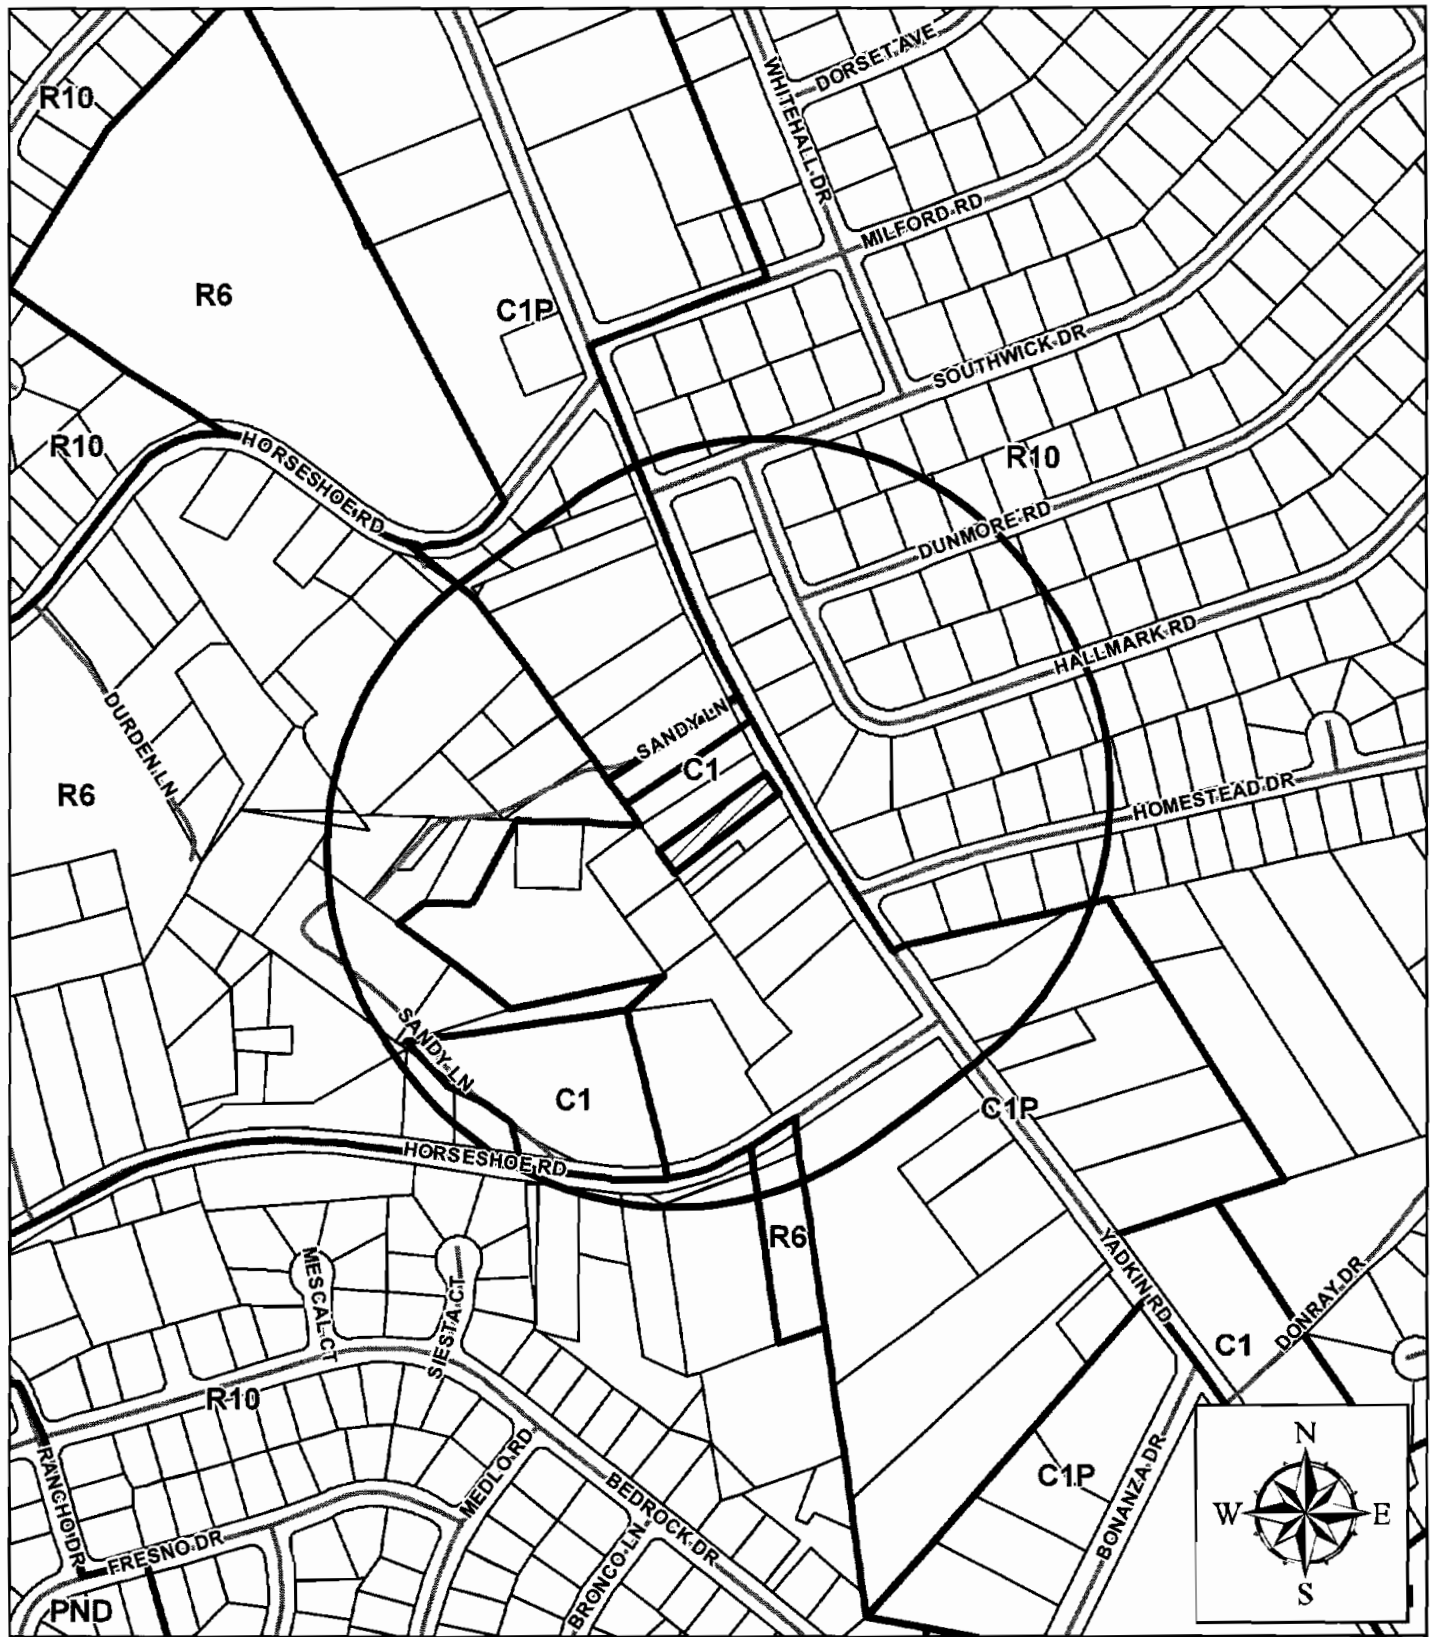 DORSET AVE
WHITEHALL DR
R10
MILFORD RD
R6
C1P
SOUTHWICK DR
R10
HORSESHOE RD
R10
DUNMORE RD
HALLMARK RD
DURDEN LN
SANDY LN
C1
R6
HOMESTEAD DR
SANDY LN
C1
C1P
HORSESHOE RD
R6
YADKIN RD
MESCAL CT
SIESTA CT
DONRAY DR
C1
R10
RANCHO DR
MEDLO RD
BEDROCK DR
C1P
BONANZA DR
FRESNO DR
BRONCO LN
PND
N
W
E
S